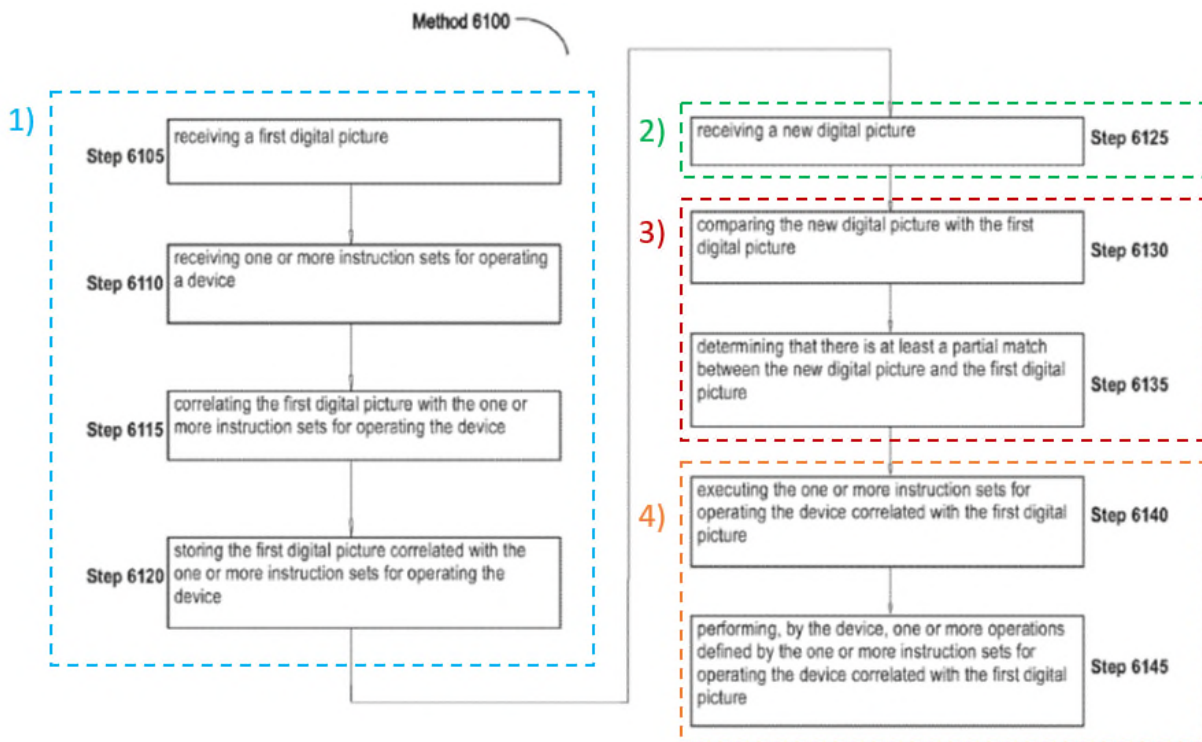 Method 6100
1)
receiving a first digital picture
Step 6105
receiving one or more instruction sets for operating
a device
Step 6110
correlating the first digital picture with the one or
more instruction sets for operating the device
Step 6115
storing the first digital picture correlated with the
one or more instruction sets for operating the
device
Step 6120
2)
receiving a new digital picture
Step 6125
3)
comparing the new digital picture with the first
digital picture
Step 6130
determining that there is at least a partial match
between the new digital picture and the first digital
picture
Step 6135
4)
executing the one or more instruction sets for
operating the device correlated with the first digital
picture
Step 6140
performing, by the device, one or more operations
defined by the one or more instruction sets for
operating the device correlated with the first digital
picture
Step 6145